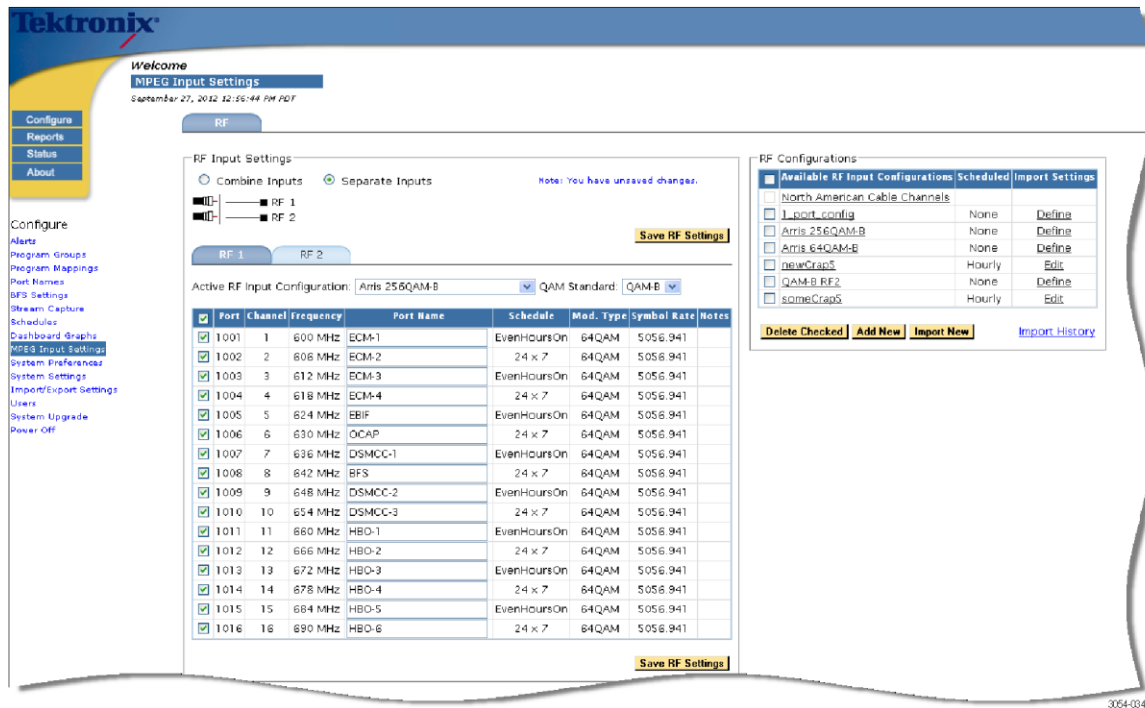 Tektronix
Welcome
MPEG Input Settings
September 27, 2012 12:56:44 PM PDT
Configure
Reports
Status
About
Configure
Alerts
Program Groups
Program Mappings
Port Names
BFS Settings
Stream Capture
Schedules
Dashboard Graphs
MPEG Input Settings
System Preferences
System Settings
Import/Export Settings
Users
System Upgrade
Power Off
RF
RF Input Settings
Combine Inputs Separate Inputs Note: You have unsaved changes.
RF 1
RF 2
Save RF Settings
RF 1 RF 2
Active RF Input Configuration: Arris 256QAM-B QAM Standard: QAM-B
Port Channel Frequency Port Name Schedule Mod. Type Symbol Rate Notes
1001 1 600 MHz ECM-1 EvenHoursOn 64QAM 5056.941
1002 2 606 MHz ECM-2 24 x 7 64QAM 5056.941
1003 3 612 MHz ECM-3 EvenHoursOn 64QAM 5056.941
1004 4 618 MHz ECM-4 24 x 7 64QAM 5056.941
1005 5 624 MHz EBIF EvenHoursOn 64QAM 5056.941
1006 6 630 MHz OCAP 24 x 7 64QAM 5056.941
1007 7 636 MHz DSMCC-1 EvenHoursOn 64QAM 5056.941
1008 8 642 MHz BFS 24 x 7 64QAM 5056.941
1009 9 648 MHz DSMCC-2 EvenHoursOn 64QAM 5056.941
1010 10 654 MHz DSMCC-3 24 x 7 64QAM 5056.941
1011 11 660 MHz HBO-1 EvenHoursOn 64QAM 5056.941
1012 12 666 MHz HBO-2 24 x 7 64QAM 5056.941
1013 13 672 MHz HBO-3 EvenHoursOn 64QAM 5056.941
1014 14 678 MHz HBO-4 24 x 7 64QAM 5056.941
1015 15 684 MHz HBO-5 EvenHoursOn 64QAM 5056.941
1016 16 690 MHz HBO-6 24 x 7 64QAM 5056.941
Save RF Settings
RF Configurations
Available RF Input Configurations Scheduled Import Settings
North American Cable Channels
1_port_config None Define
Arris 256QAM-B None Define
Arris 64QAM-B None Define
newCrap5 Hourly Edit
QAM-B RF2 None Define
someCrap5 Hourly Edit
Delete Checked Add New Import New Import History